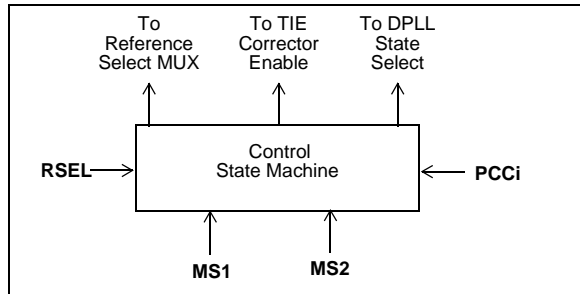 To
Reference
Select MUX
To TIE
Corrector
Enable
To DPLL
State
Select
RSEL
Control
State Machine
PCCi
MS1
MS2